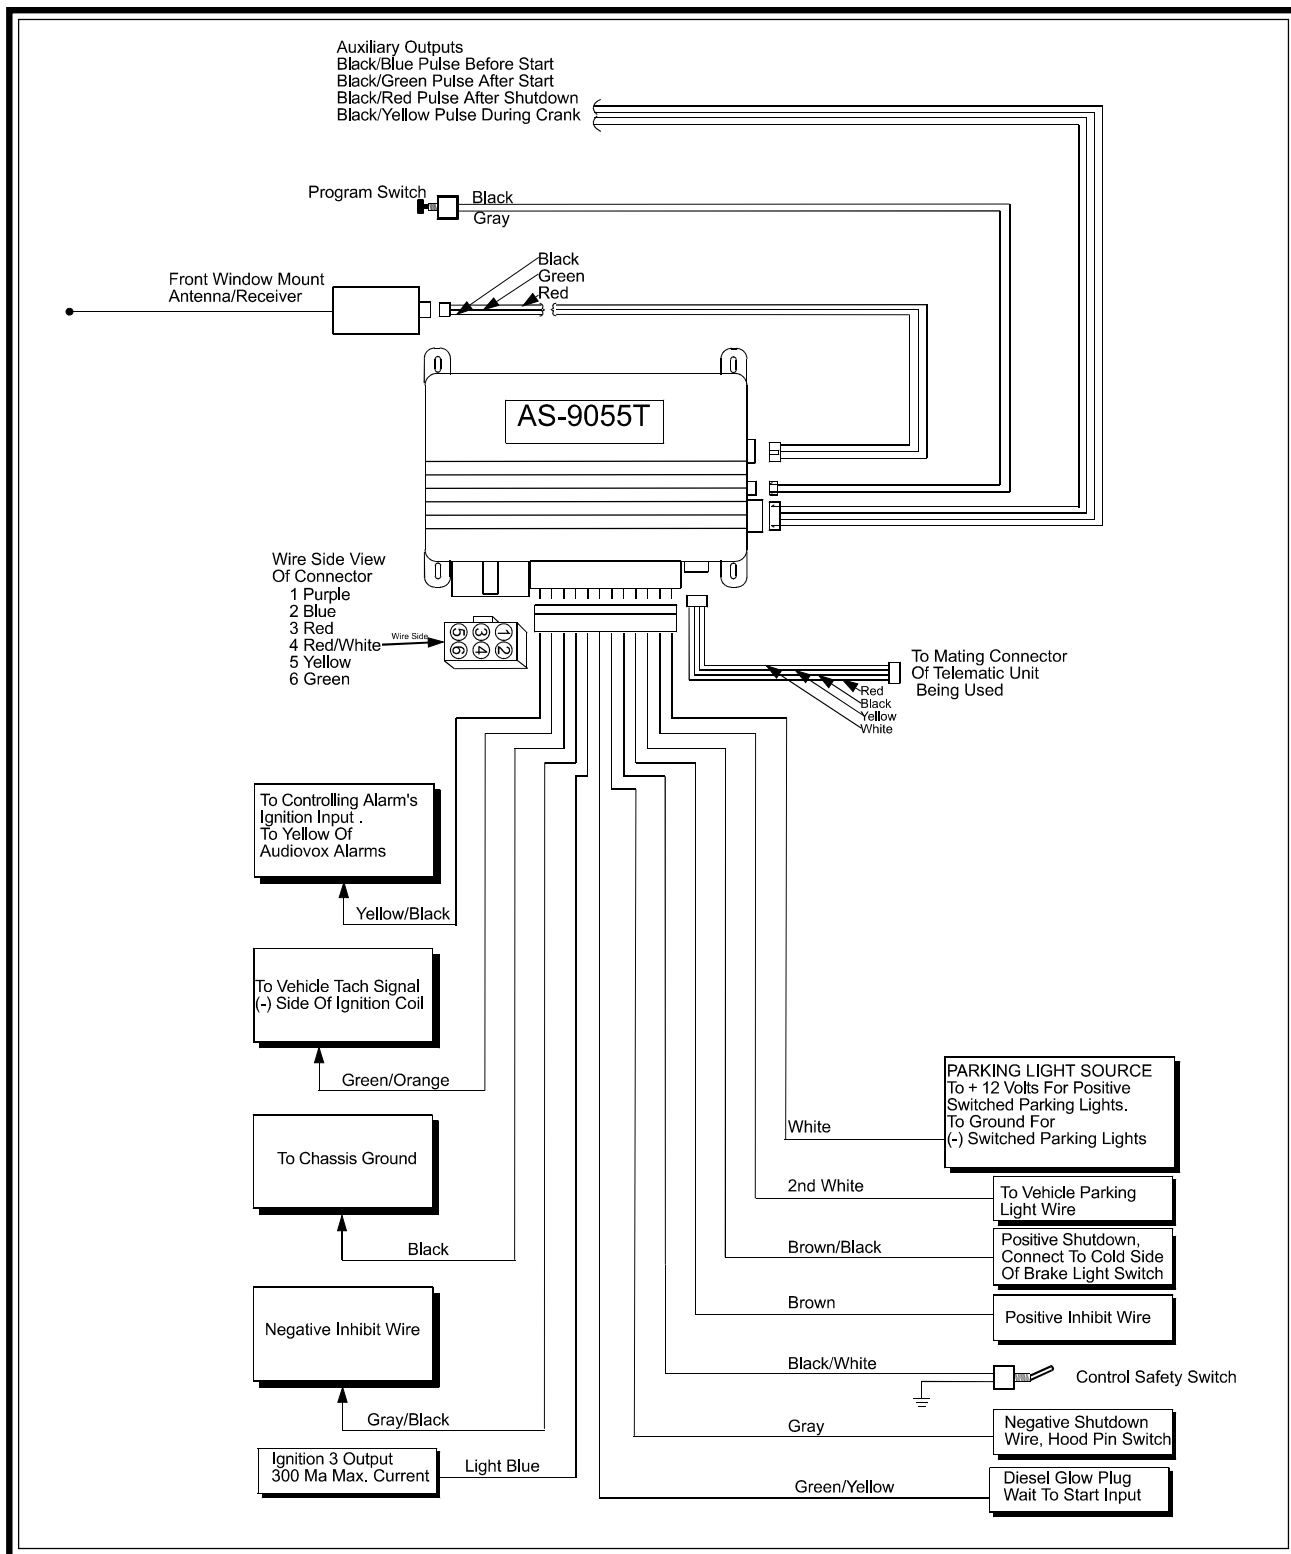 Auxiliary Outputs
Black/Blue Pulse Before Start
Black/Green Pulse After Start
Black/Red Pulse After Shutdown
Black/Yellow Pulse During Crank
Program Switch
Black
Gray
Front Window Mount
Antenna/Receiver
Black
Green
Red
AS-9055T
Wire Side View
Of Connector
1 Purple
2 Blue
3 Red
4 Red/White
5 Yellow
6 Green
Wire Side
5 3 1
6 4 2
To Mating Connector
Of Telematic Unit
Being Used
Red
Black
Yellow
White
To Controlling Alarm's
Ignition Input .
To Yellow Of
Audiovox Alarms
Yellow/Black
To Vehicle Tach Signal
(-) Side Of Ignition Coil
Green/Orange
To Chassis Ground
Black
Negative Inhibit Wire
Gray/Black
Ignition 3 Output
300 Ma Max. Current
Light Blue
PARKING LIGHT SOURCE
To + 12 Volts For Positive
Switched Parking Lights.
To Ground For
(-) Switched Parking Lights
White
2nd White
To Vehicle Parking
Light Wire
Brown/Black
Positive Shutdown,
Connect To Cold Side
Of Brake Light Switch
Brown
Positive Inhibit Wire
Black/White
Control Safety Switch
Gray
Negative Shutdown
Wire, Hood Pin Switch
Green/Yellow
Diesel Glow Plug
Wait To Start Input